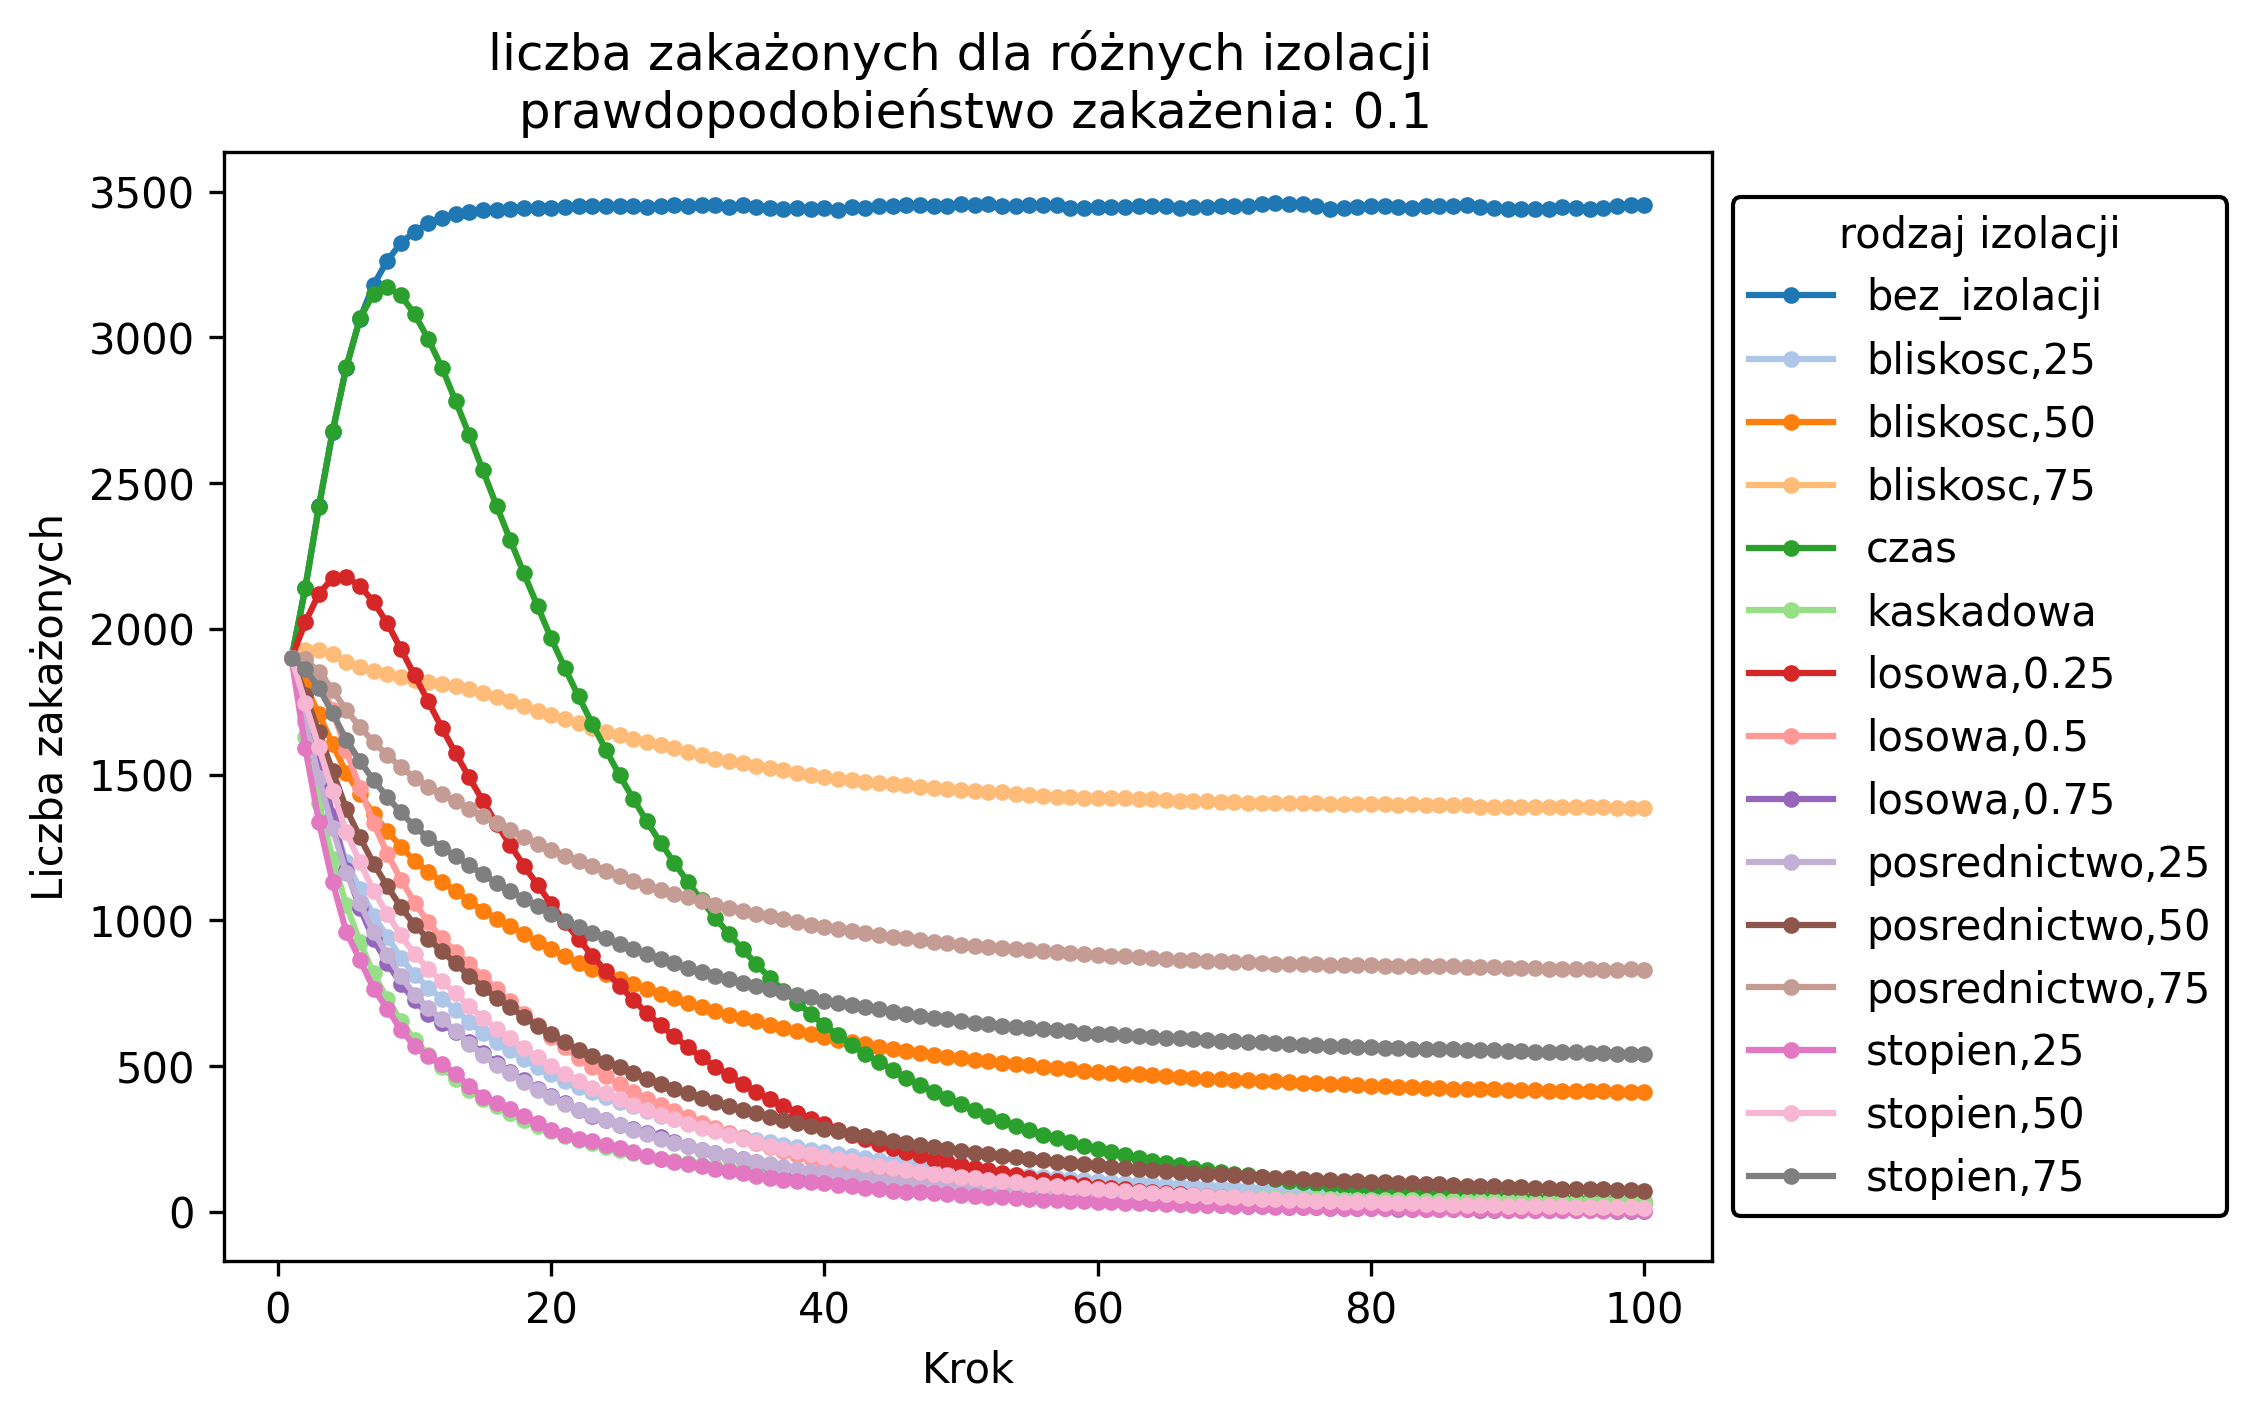 liczba zakażonych dla różnych izolacji
prawdopodobieństwo zakażenia: 0.1
Liczba zakażonych
3500
3000
2500
2000
1500
1000
500
0
0 20 40 60 80 100
Krok
rodzaj izolacji
bez_izolacji
bliskosc,25
bliskosc,50
bliskosc,75
czas
kaskadowa
losowa,0.25
losowa,0.5
losowa,0.75
posrednictwo,25
posrednictwo,50
posrednictwo,75
stopien,25
stopien,50
stopien,75